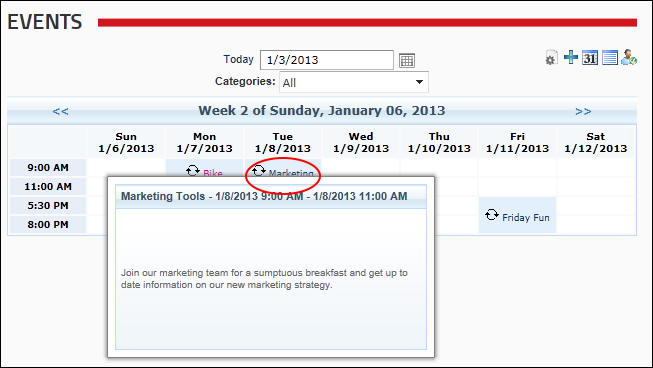 EVENTS
Today 1/3/2013
31
Categories: All
<< Week 2 of Sunday, January 06, 2013 >>
Sun Mon Tue Wed Thu Fri Sat
1/6/2013 1/7/2013 1/8/2013 1/9/2013 1/10/2013 1/11/2013 1/12/2013
9:00 AM Bike Marketing
11:00 AM
5:30 PM Friday Fun
8:00 PM
Marketing Tools - 1/8/2013 9:00 AM - 1/8/2013 11:00 AM
Join our marketing team for a sumptuous breakfast and get up to
date information on our new marketing strategy.